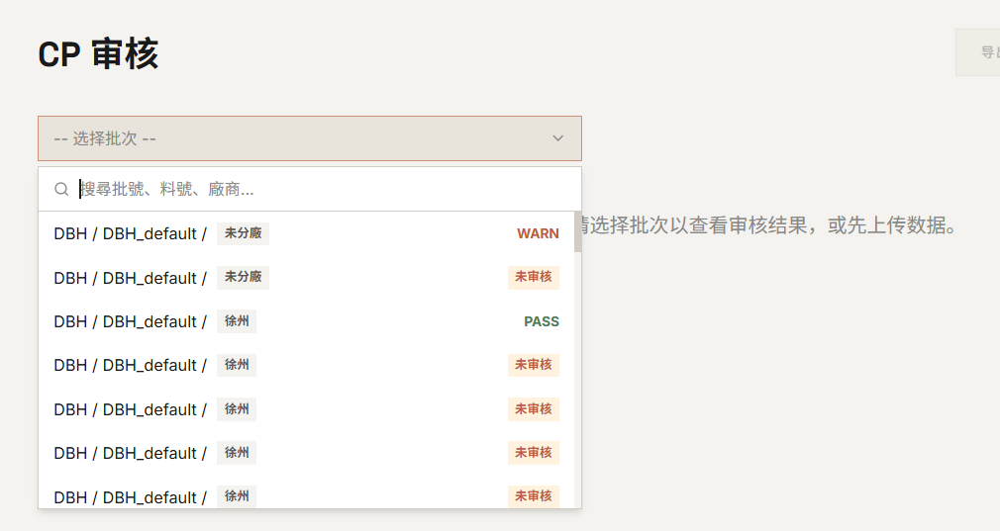 CP 审核
导出
-- 选择批次 --
搜尋批號、料號、廠商...
请选择批次以查看审核结果，或先上传数据。
DBH / DBH_default / 未分廠 WARN
DBH / DBH_default / 未分廠 未审核
DBH / DBH_default / 徐州 PASS
DBH / DBH_default / 徐州 未审核
DBH / DBH_default / 徐州 未审核
DBH / DBH_default / 徐州 未审核
DBH / DBH_default / 徐州 未审核